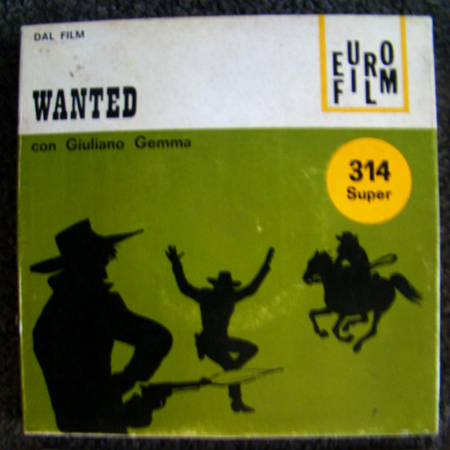 DAL FILM
WANTED
con Giuliano Gemma
EURO
FILM
314
Super